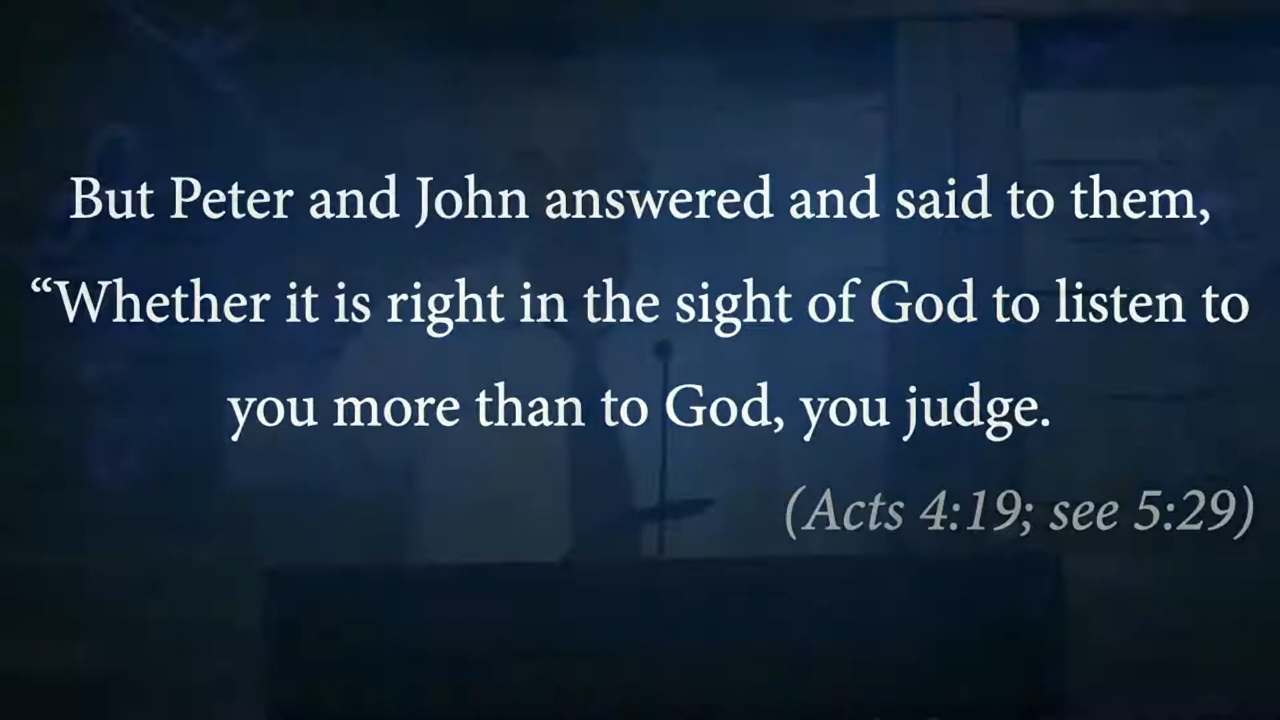 But Peter and John answered and said to them,
“Whether it is right in the sight of God to listen to
you more than to God, you judge.
(Acts 4:19; see 5:29)